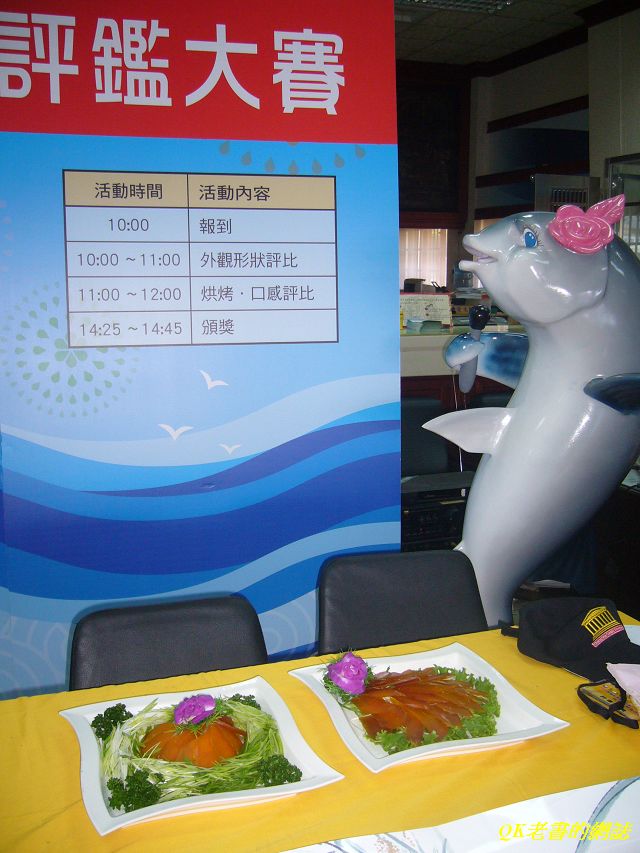 評鑑大賽
活動時間 活動內容
10:00 報到
10:00 ~ 11:00 外觀形狀評比
11:00 ~ 12:00 烘烤．口感評比
14:25 ~ 14:45 頒獎
QK老書的網誌